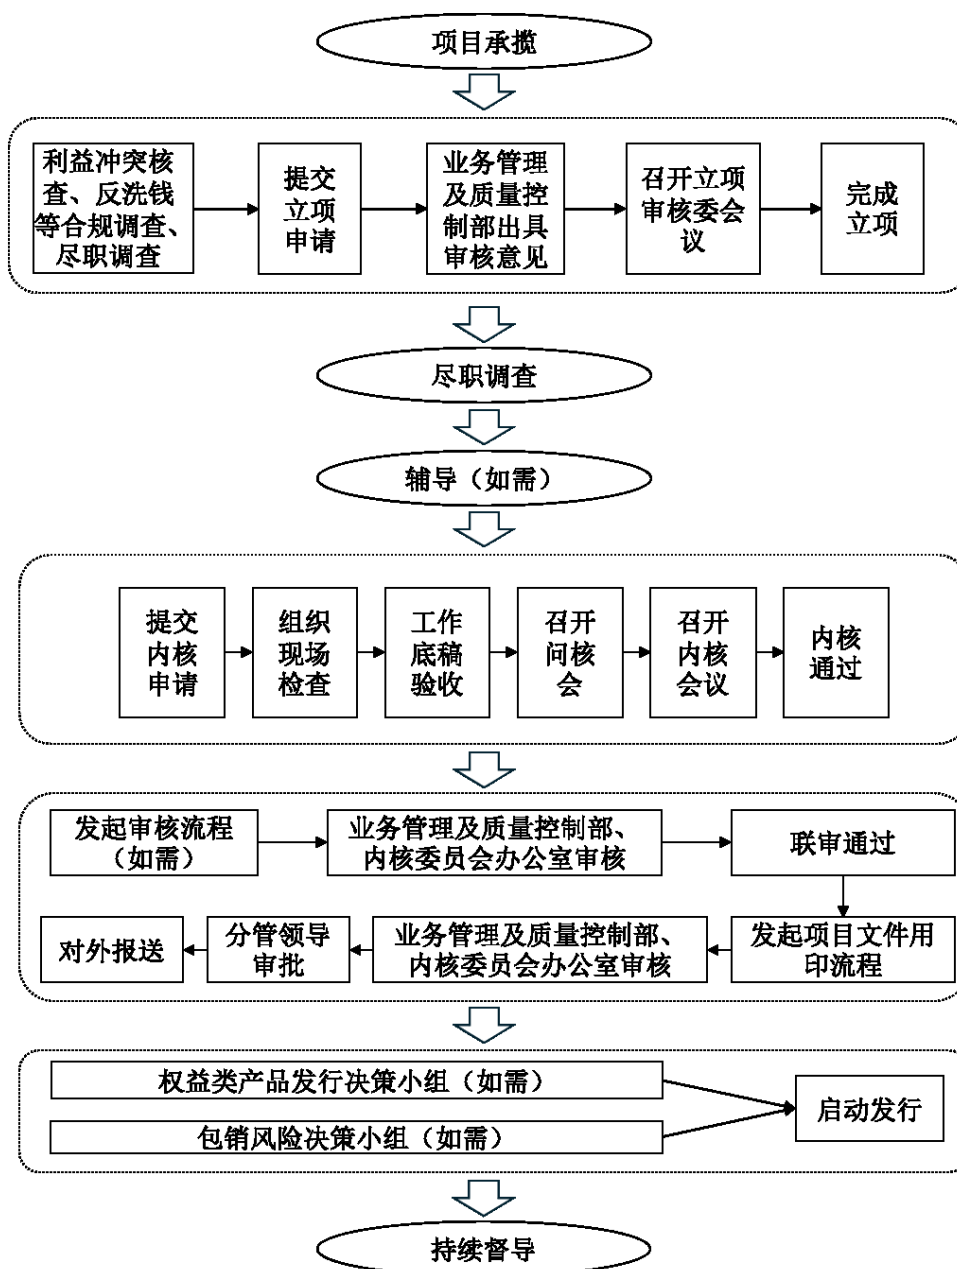 项目承揽
利益冲突核
查、反洗钱
等合规调查、
尽职调查
提交
立项
申请
业务管理
及质量控
制部出具
审核意见
召开立项
审核委会
议
完成
立项
尽职调查
辅导（如需）
提交
内核
申请
组织
现场
检查
工作
底稿
验收
召开
问核
会
召开
内核
会议
内核
通过
发起审核流程
（如需）
业务管理及质量控制部、
内核委员会办公室审核
联审通过
发起项目文件用
印流程
业务管理及质量控制部、
内核委员会办公室审核
分管领导
审批
对外报送
权益类产品发行决策小组（如需）
包销风险决策小组（如需）
启动发行
持续督导